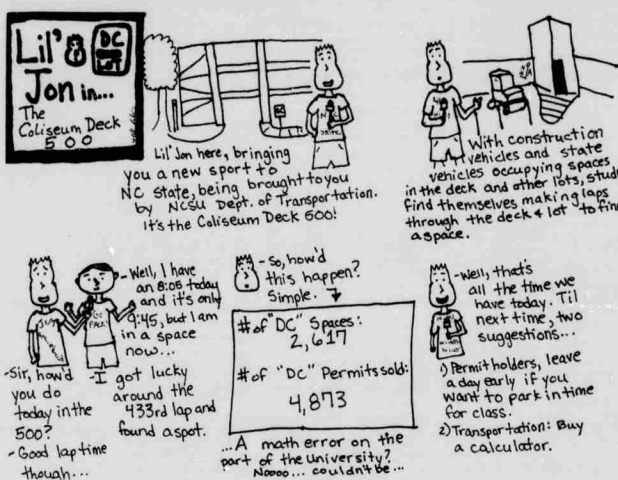 Lil'
DC
LOT
Jon in...
The
Coliseum Deck
500
Lil' Jon here, bringing
you a new sport to
NC State, being brought to you
by NCSU Dept. of Transportation.
It's the Coliseum Deck 500!
With construction
vehicles and state
vehicles occupying spaces
in the deck and other lots, stud
find themselves making laps
through the deck & lot to fin
a space.
-Sir, how'd
you do
today in the
500?
- Good lap time
though...
-Well, I have
an 8:05 today
and it's only
9:45, but I am
in a space
now...
-I got lucky
around the
433rd lap and
found a spot.
GO
PACK!
-So, how'd
this happen?
Simple.
# of "DC" Spaces:
2,617
# of "DC" Permits sold:
4,873
...A math error on the
part of the University?
Noooo... couldn't be...
-Well, that's
all the time we
have today. Til
next time, two
suggestions...
1) Permit holders, leave
a day early if you
want to park in time
for class.
2) Transportation: Buy
a calculator.